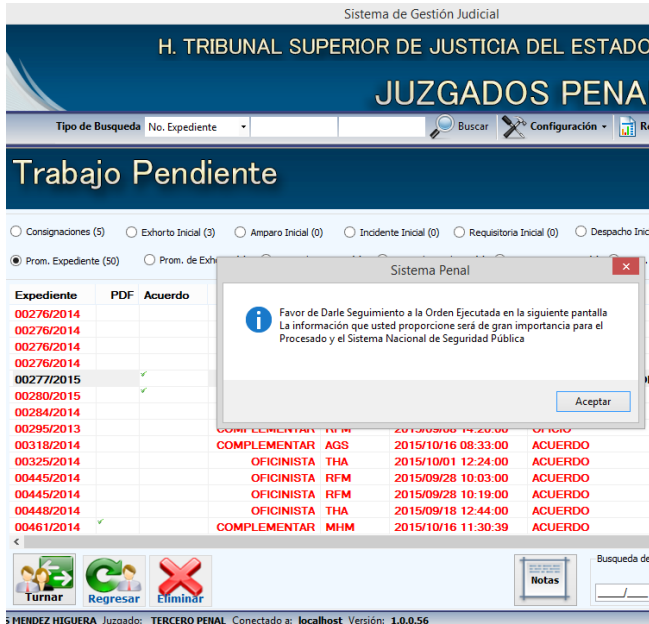 Sistema de Gestión Judicial
H. TRIBUNAL SUPERIOR DE JUSTICIA DEL ESTADO
JUZGADOS PENA
Tipo de Busqueda No. Expediente Buscar Configuración
Trabajo Pendiente
Consignaciones (5) Exhorto Inicial (3) Amparo Inicial (0) Incidente Inicial (0) Requisitoria Inicial (0) Despacho Inic
Prom. Expediente (50) Prom. de Exh
Sistema Penal
Favor de Darle Seguimiento a la Orden Ejecutada en la siguiente pantalla
La información que usted proporcione será de gran importancia para el
Procesado y el Sistema Nacional de Seguridad Pública
Aceptar
Expediente PDF Acuerdo
00276/2014
00276/2014
00276/2014
00276/2014
00277/2015
00280/2015
00284/2014
00295/2013 COMPLEMENTAR RFM 2015/09/08 14:20:00 OFICIO
00318/2014 COMPLEMENTAR AGS 2015/10/16 08:33:00 ACUERDO
00325/2014 OFICINISTA THA 2015/10/01 12:24:00 ACUERDO
00445/2014 OFICINISTA RFM 2015/09/28 10:03:00 ACUERDO
00445/2014 OFICINISTA RFM 2015/09/28 10:19:00 ACUERDO
00448/2014 OFICINISTA THA 2015/09/18 12:44:00 ACUERDO
00461/2014 COMPLEMENTAR MHM 2015/10/16 11:30:39 ACUERDO
Turnar Regresar Eliminar Notas Busqueda de
__/__
S MENDEZ HIGUERA Juzgado: TERCERO PENAL Conectado a: localhost Versión: 1.0.0.56